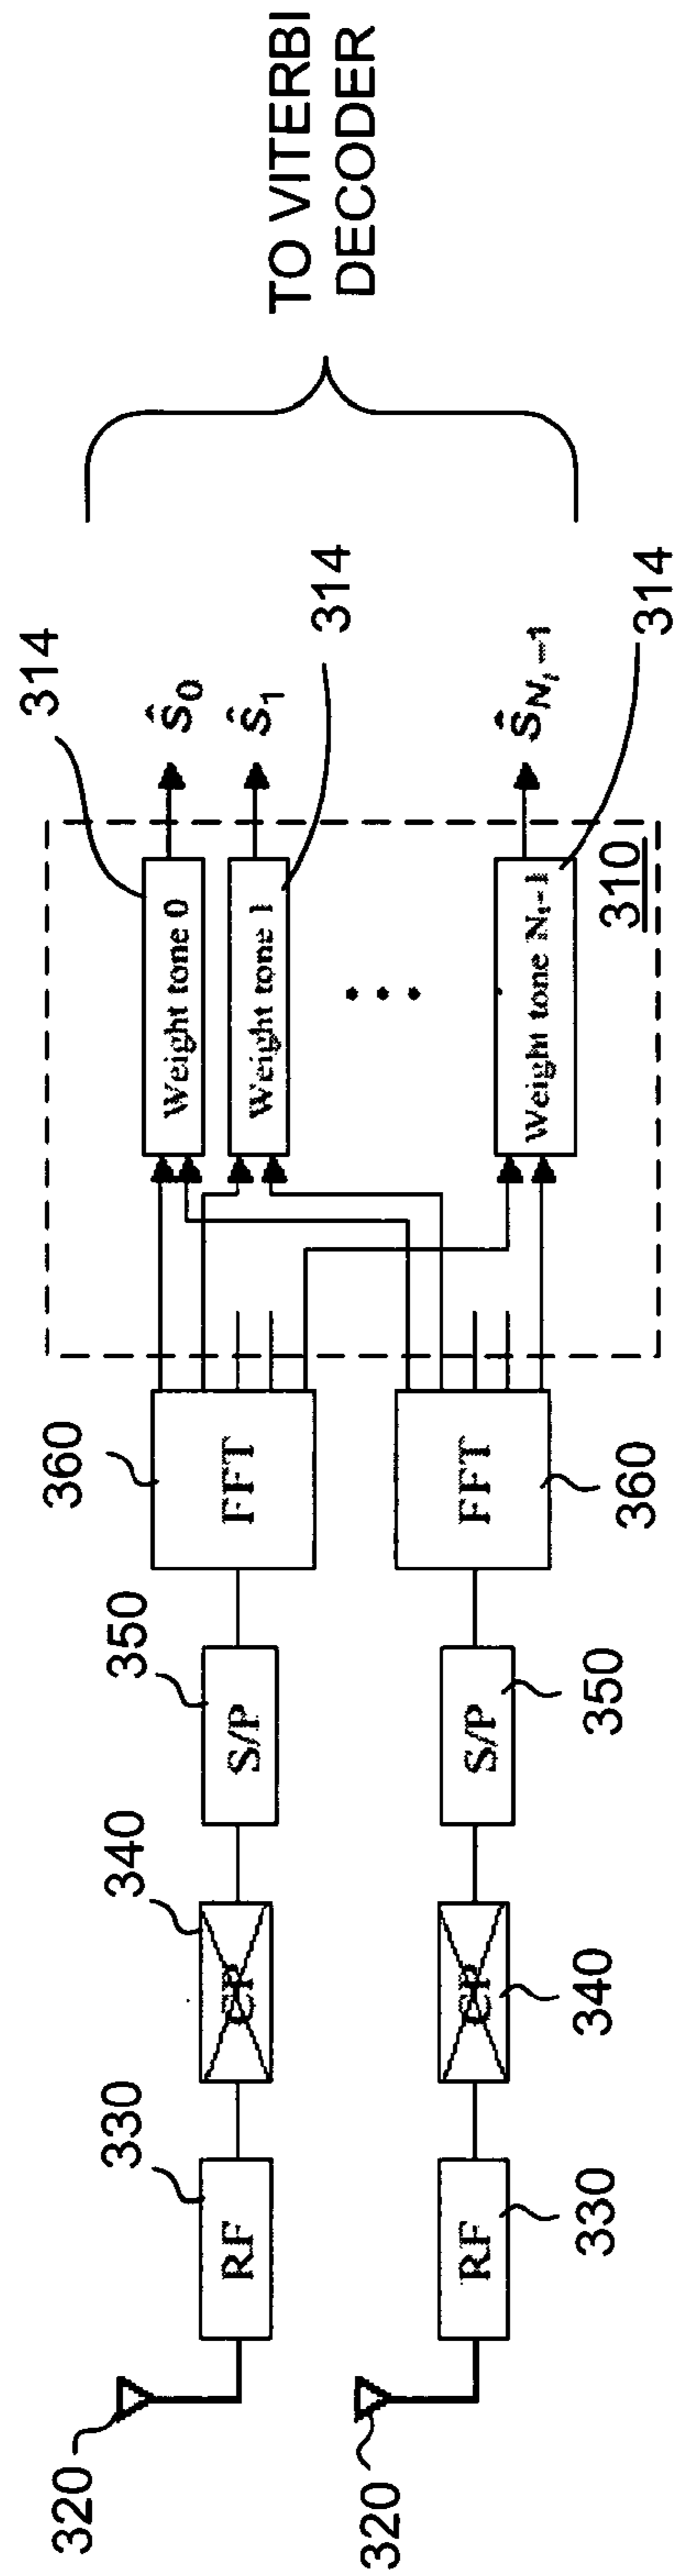 TO VITERBI
DECODER
314
ŝ0
314
ŝ1
314
ŝNt−1
310
Weight tone 0
Weight tone 1
Weight tone Nt−1
360
FFT
360
FFT
350
S/P
350
S/P
340
CP
340
CP
330
RF
330
RF
320
320